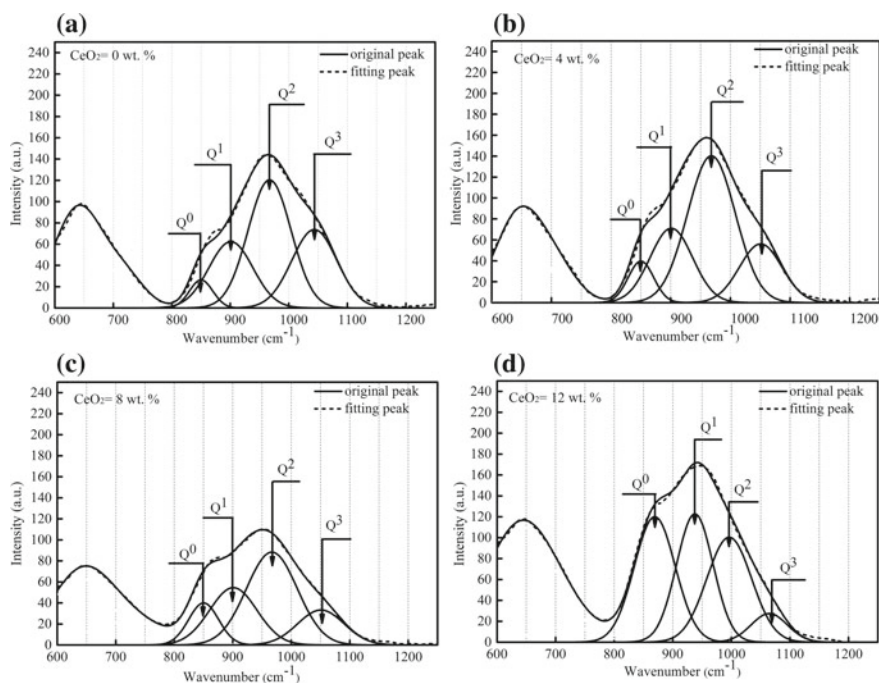 (a)
240
220
200
180
160
140
120
100
80
60
40
20
0
Intensity (a.u.)
CeO2= 0 wt. %
original peak
fitting peak
Q0
Q1
Q2
Q3
600 700 800 900 1000 1100 1200
Wavenumber (cm-1)
(b)
240
220
200
180
160
140
120
100
80
60
40
20
0
Intensity (a.u.)
CeO2= 4 wt. %
original peak
fitting peak
Q0
Q1
Q2
Q3
600 700 800 900 1000 1100 1200
Wavenumber (cm-1)
(c)
240
220
200
180
160
140
120
100
80
60
40
20
0
Intensity (a.u.)
CeO2= 8 wt. %
original peak
fitting peak
Q0
Q1
Q2
Q3
600 700 800 900 1000 1100 1200
Wavenumber (cm-1)
(d)
240
220
200
180
160
140
120
100
80
60
40
20
0
Intensity (a.u.)
CeO2= 12 wt. %
original peak
fitting peak
Q0
Q1
Q2
Q3
600 700 800 900 1000 1100 1200
Wavenumber (cm-1)